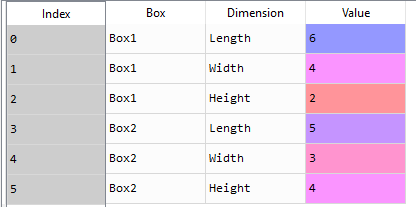 Index Box Dimension Value
0 Box1 Length 6
1 Box1 Width 4
2 Box1 Height 2
3 Box2 Length 5
4 Box2 Width 3
5 Box2 Height 4